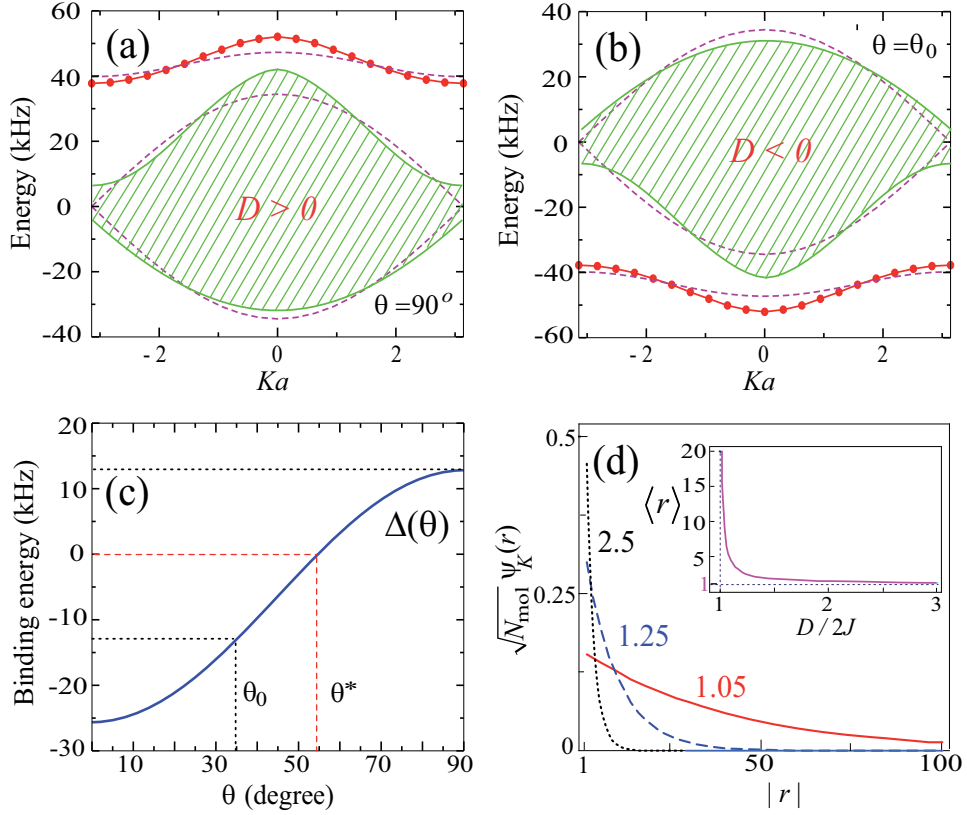 (a)
Energy (kHz)
60
40
20
0
-20
-40
D > 0
θ = 90°
- 2
0
2
Ka
(b)
θ = θ₀
Energy (kHz)
40
20
0
-20
-40
-60
D < 0
- 2
0
2
Ka
(c)
Binding energy (kHz)
20
10
0
-10
-20
-30
Δ(θ)
θ₀
θ*
10
30
50
70
90
θ (degree)
(d)
√N_mol ψ_K(r)
0.5
0.25
0
2.5
1.25
1.05
⟨r⟩
20
15
10
5
1
1
2
3
D / 2J
1
100
| r |